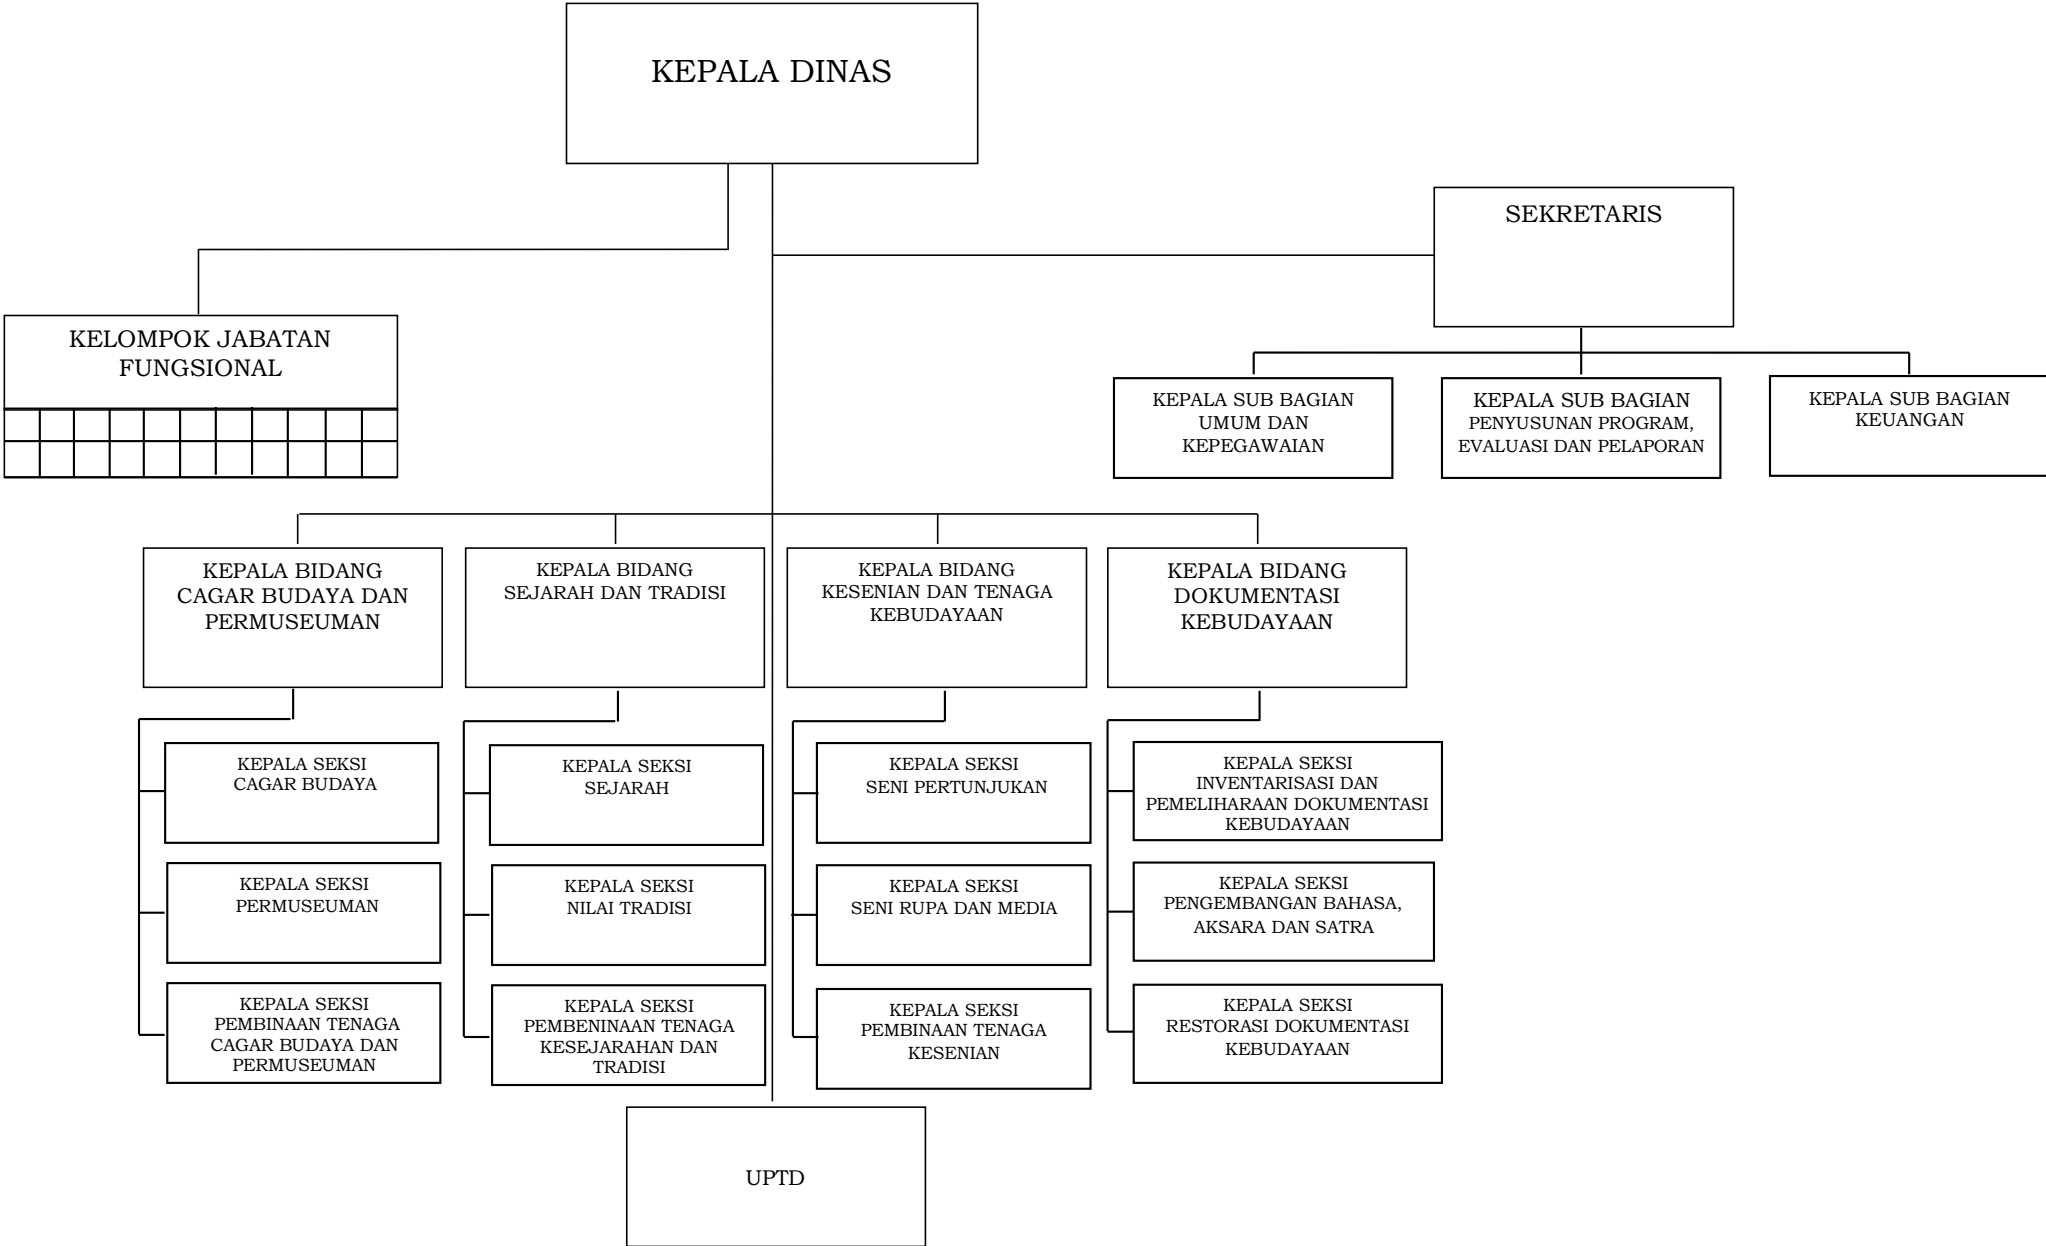 KEPALA DINAS
SEKRETARIS
KELOMPOK JABATAN
FUNGSIONAL
KEPALA SUB BAGIAN
UMUM DAN
KEPEGAWAIAN
KEPALA SUB BAGIAN
PENYUSUNAN PROGRAM,
EVALUASI DAN PELAPORAN
KEPALA SUB BAGIAN
KEUANGAN
KEPALA BIDANG
CAGAR BUDAYA DAN
PERMUSEUMAN
KEPALA BIDANG
SEJARAH DAN TRADISI
KEPALA BIDANG
KESENIAN DAN TENAGA
KEBUDAYAAN
KEPALA BIDANG
DOKUMENTASI
KEBUDAYAAN
KEPALA SEKSI
CAGAR BUDAYA
KEPALA SEKSI
SEJARAH
KEPALA SEKSI
SENI PERTUNJUKAN
KEPALA SEKSI
INVENTARISASI DAN
PEMELIHARAAN DOKUMENTASI
KEBUDAYAAN
KEPALA SEKSI
PERMUSEUMAN
KEPALA SEKSI
NILAI TRADISI
KEPALA SEKSI
SENI RUPA DAN MEDIA
KEPALA SEKSI
PENGEMBANGAN BAHASA,
AKSARA DAN SATRA
KEPALA SEKSI
PEMBINAAN TENAGA
CAGAR BUDAYA DAN
PERMUSEUMAN
KEPALA SEKSI
PEMBENINAAN TENAGA
KESEJARAHAN DAN
TRADISI
KEPALA SEKSI
PEMBINAAN TENAGA
KESENIAN
KEPALA SEKSI
RESTORASI DOKUMENTASI
KEBUDAYAAN
UPTD